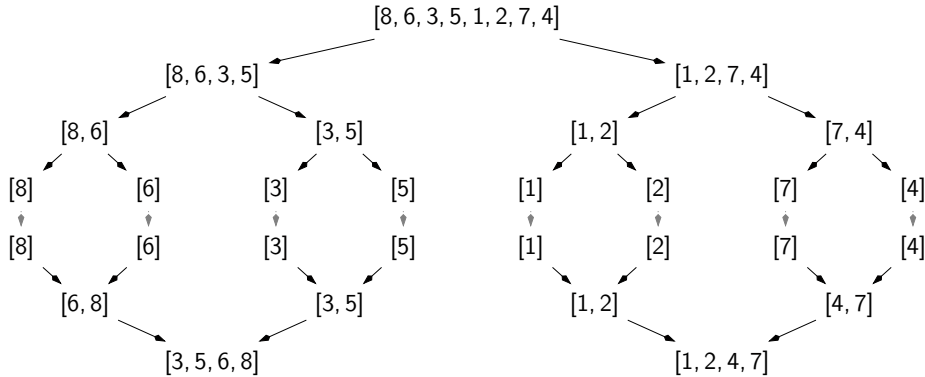 [8, 6, 3, 5, 1, 2, 7, 4]
[8, 6, 3, 5] [1, 2, 7, 4]
[8, 6] [3, 5] [1, 2] [7, 4]
[8] [6] [3] [5] [1] [2] [7] [4]
[8] [6] [3] [5] [1] [2] [7] [4]
[6, 8] [3, 5] [1, 2] [4, 7]
[3, 5, 6, 8] [1, 2, 4, 7]